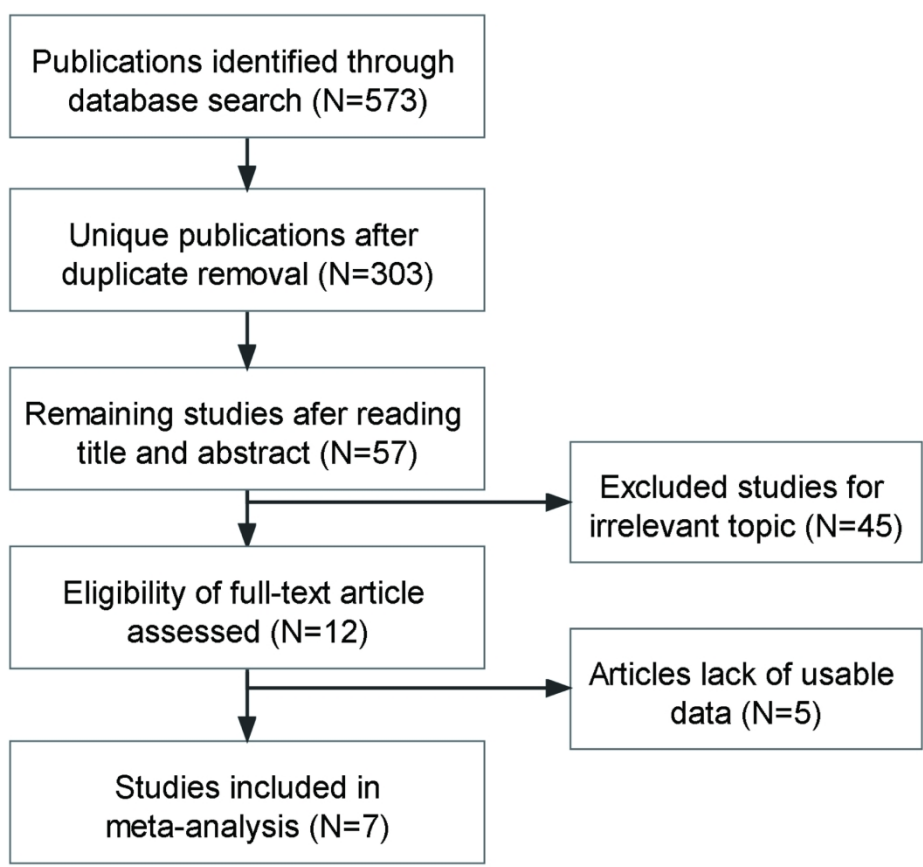 Publications identified through
database search (N=573)
Unique publications after
duplicate removal (N=303)
Remaining studies afer reading
title and abstract (N=57)
Excluded studies for
irrelevant topic (N=45)
Eligibility of full-text article
assessed (N=12)
Articles lack of usable
data (N=5)
Studies included in
meta-analysis (N=7)